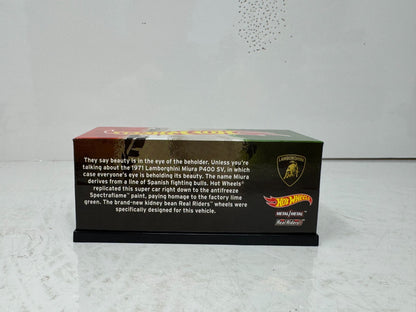 They say beauty is in the eye of the beholder. Unless you're
talking about the 1971 Lamborghini Miura P400 SV, in which
case everyone's eye is beholding its beauty. The name Miura
derives from a line of Spanish fighting bulls. Hot Wheels®
replicated this super car right down to the antifreeze
Spectraflame™ paint, paying homage to the factory lime
green. The brand-new kidney bean Real Riders™ wheels were
specifically designed for this vehicle.
LAMBORGHINI
HOT WHEELS
METAL/METAL
Real Riders